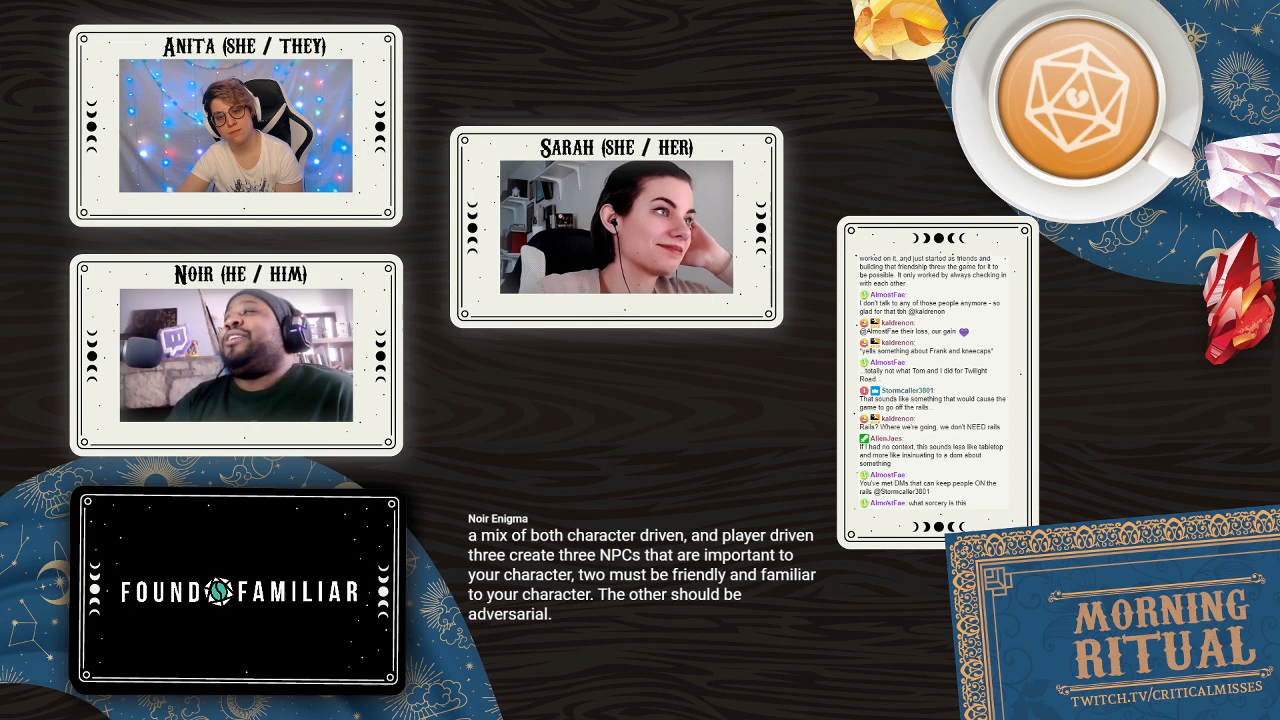 ANITA (SHE / THEY)
SARAH (SHE / HER)
NOIR (HE / HIM)
worked on it, and just started as friends and
building that friendship threw the game for it to
be possible. It only worked by always checking in
with each other
AlmostFae:
I don't talk to any of those people anymore - so
glad for that tbh @kaldrenon
kaldrenon:
@AlmostFae their loss, our gain
kaldrenon:
*yells something about Frank and kneecaps*
AlmostFae:
...totally not what Tom and I did for Twilight
Road...
Stormcaller3801:
That sounds like something that would cause the
game to go off the rails...
kaldrenon:
Rails? Where we're going, we don't NEED rails
AllenJaes:
If I had no context, this sounds less like tabletop
and more like insinuating to a dom about
something
AlmostFae:
You've met DMs that can keep people ON the
rails @Stormcaller3801
AlmostFae: what sorcery is this
FOUND FAMILIAR
Noir Enigma
a mix of both character driven, and player driven
three create three NPCs that are important to
your character, two must be friendly and familiar
to your character. The other should be
adversarial.
MORNING
RITUAL
TWITCH.TV/CRITICALMISSES